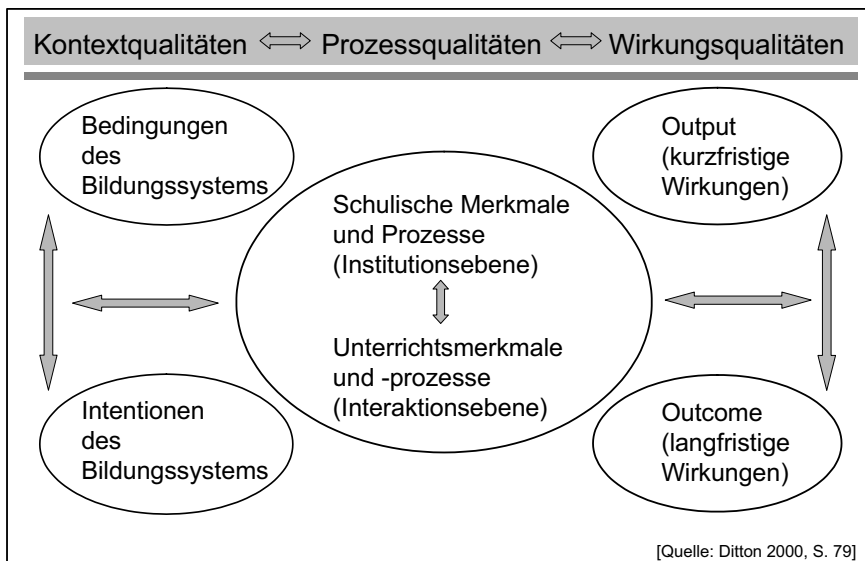 Kontextqualitäten Prozessqualitäten Wirkungsqualitäten
Bedingungen
des
Bildungssystems
Intentionen
des
Bildungssystems
Schulische Merkmale
und Prozesse
(Institutionsebene)
Unterrichtsmerkmale
und -prozesse
(Interaktionsebene)
Output
(kurzfristige
Wirkungen)
Outcome
(langfristige
Wirkungen)
[Quelle: Ditton 2000, S. 79]